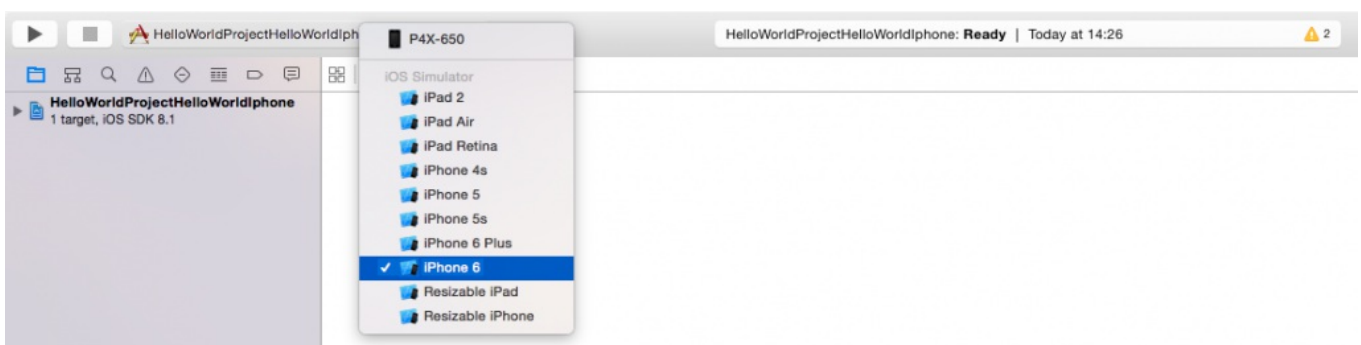 HelloWorldProjectHelloWorldIph
HelloWorldProjectHelloWorldIphone: Ready | Today at 14:26
2
HelloWorldProjectHelloWorldIphone
1 target, iOS SDK 8.1
P4X-650
iOS Simulator
iPad 2
iPad Air
iPad Retina
iPhone 4s
iPhone 5
iPhone 5s
iPhone 6 Plus
iPhone 6
Resizable iPad
Resizable iPhone